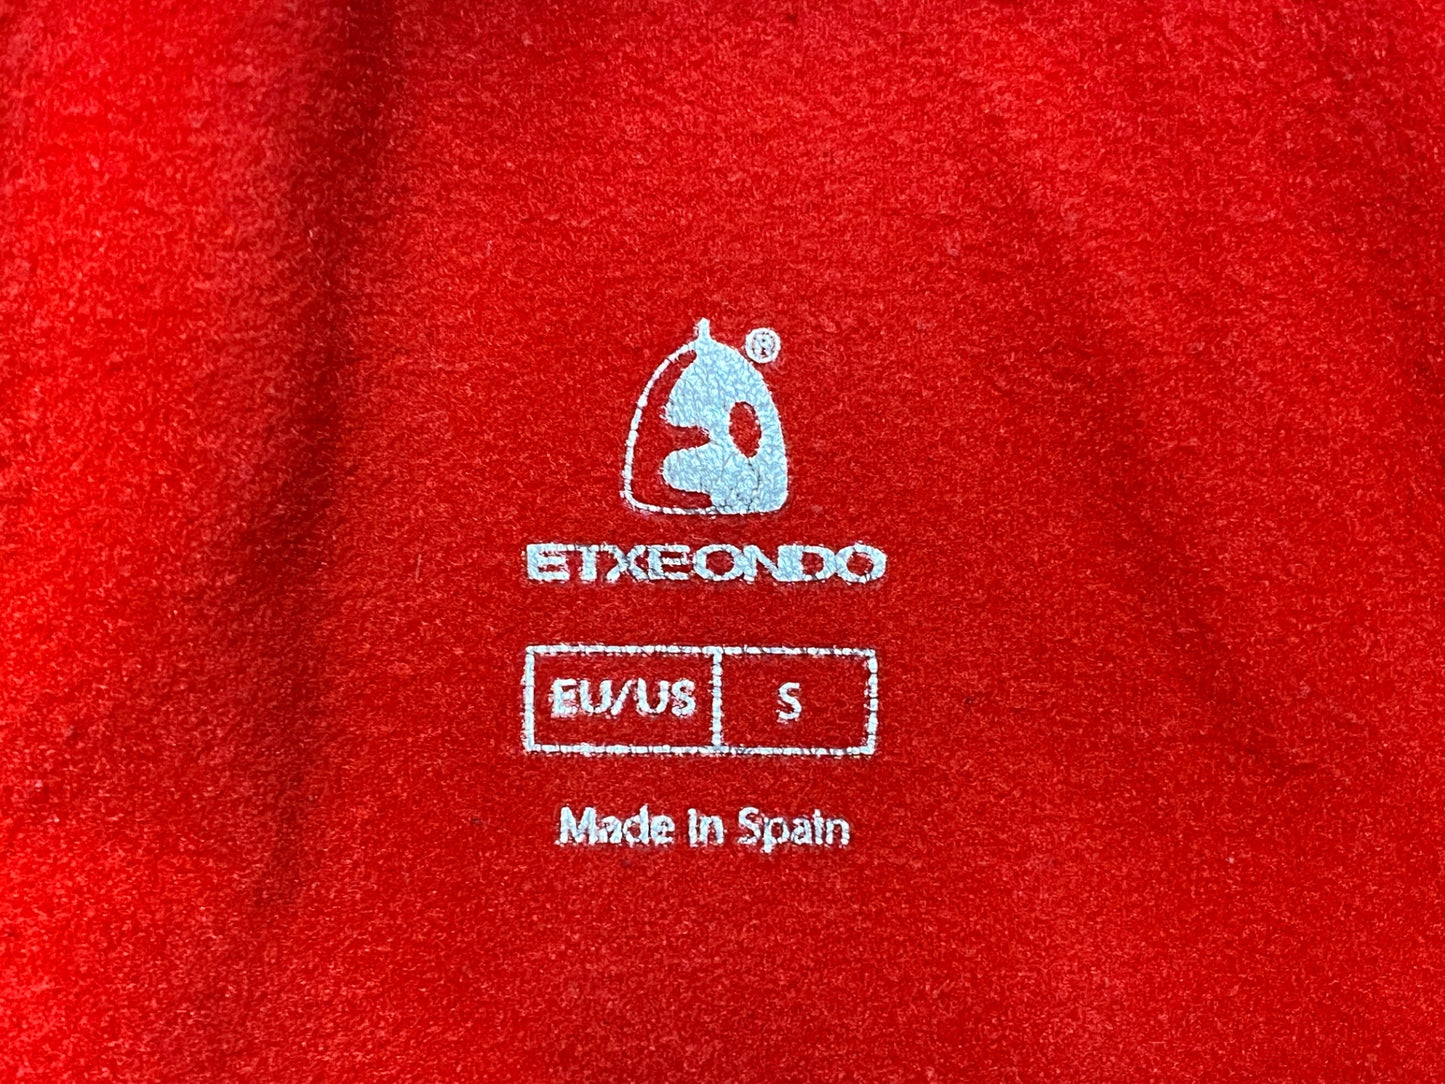 ®
ETXEONDO
EU/US S
Made In Spain